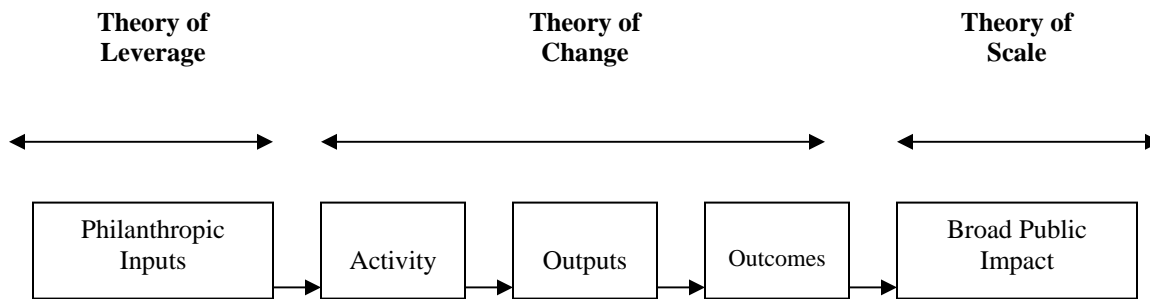 Theory of
Leverage
Theory of
Change
Theory of
Scale
Philanthropic
Inputs
Activity
Outputs
Outcomes
Broad Public
Impact